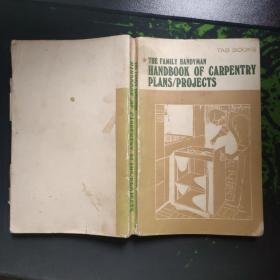 TAB BOOKS
THE FAMILY HANDYMAN
HANDBOOK OF CARPENTRY
PLANS/PROJECTS